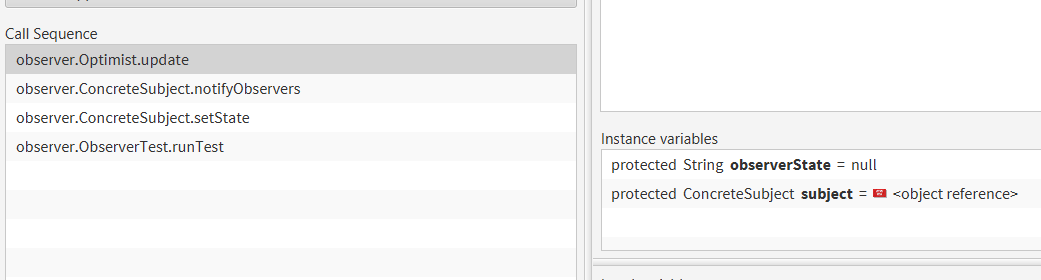 Call Sequence
observer.Optimist.update
observer.ConcreteSubject.notifyObservers
observer.ConcreteSubject.setState
observer.ObserverTest.runTest
Instance variables
protected String observerState = null
protected ConcreteSubject subject = <object reference>